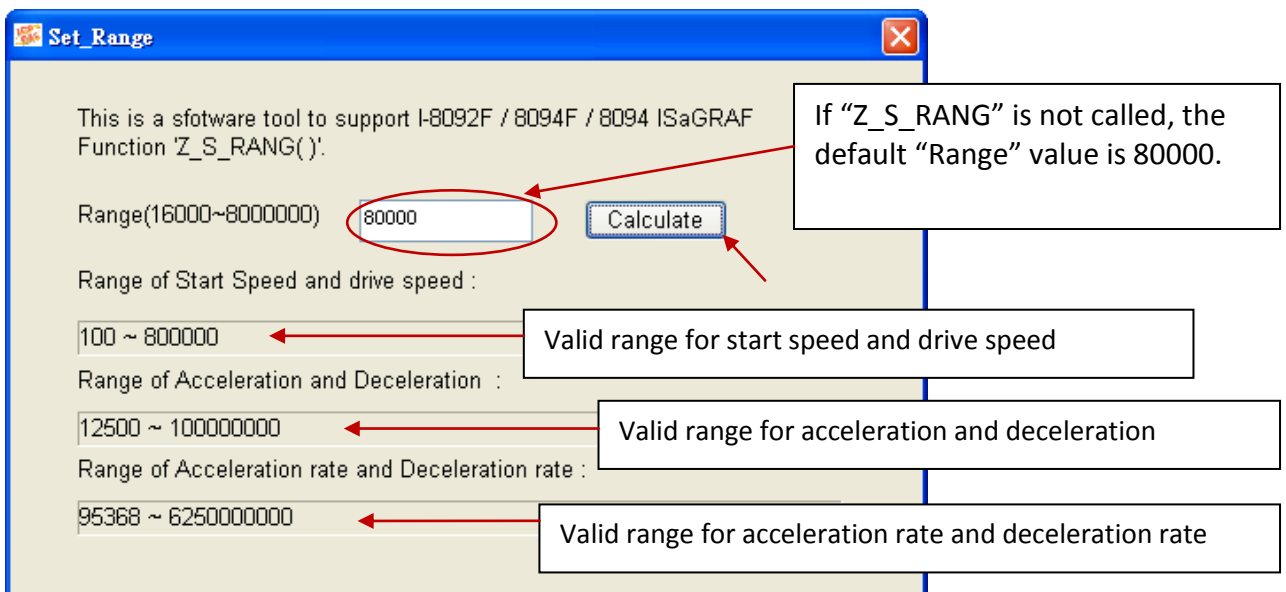 Set_Range
This is a sfotware tool to support I-8092F / 8094F / 8094 ISaGRAF
Function 'Z_S_RANG( )'.
If “Z_S_RANG” is not called, the
default “Range” value is 80000.
Range(16000~8000000)
80000
Calculate
Range of Start Speed and drive speed :
100 ~ 800000
Valid range for start speed and drive speed
Range of Acceleration and Deceleration :
12500 ~ 100000000
Valid range for acceleration and deceleration
Range of Acceleration rate and Deceleration rate :
95368 ~ 6250000000
Valid range for acceleration rate and deceleration rate